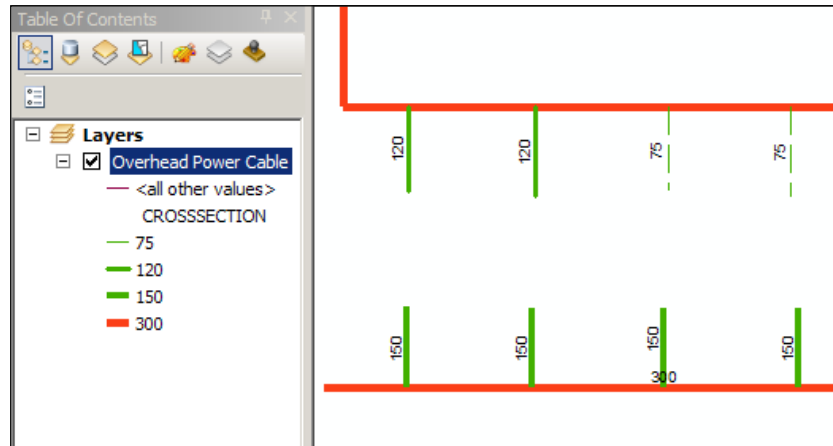 Table Of Contents
Layers
Overhead Power Cable
<all other values>
CROSSSECTION
75
120
150
300
120
120
75
75
150
150
150
150
300